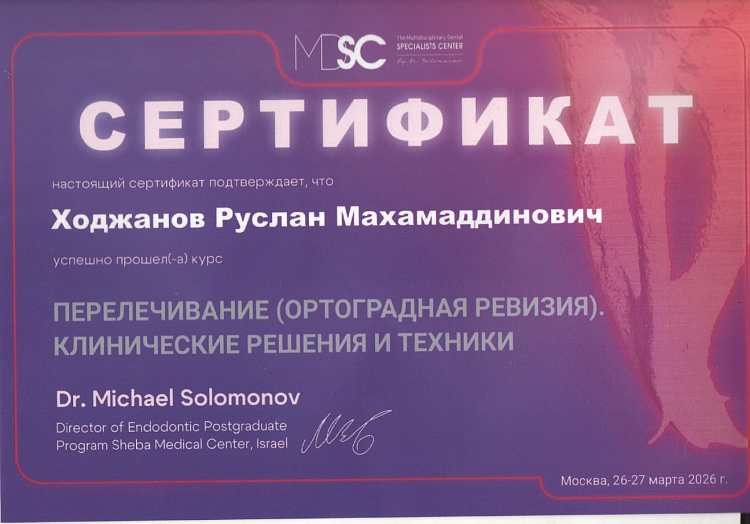 MDSC
The Multidisciplinary Dental
SPECIALISTS CENTER
by M. Solomonov
СЕРТИФИКАТ
настоящий сертификат подтверждает, что
Ходжанов Руслан Махамаддинович
успешно прошел(-а) курс
ПЕРЕЛЕЧИВАНИЕ (ОРТОГРАДНАЯ РЕВИЗИЯ).
КЛИНИЧЕСКИЕ РЕШЕНИЯ И ТЕХНИКИ
Dr. Michael Solomonov
Director of Endodontic Postgraduate
Program Sheba Medical Center, Israel
Москва, 26-27 марта 2026 г.